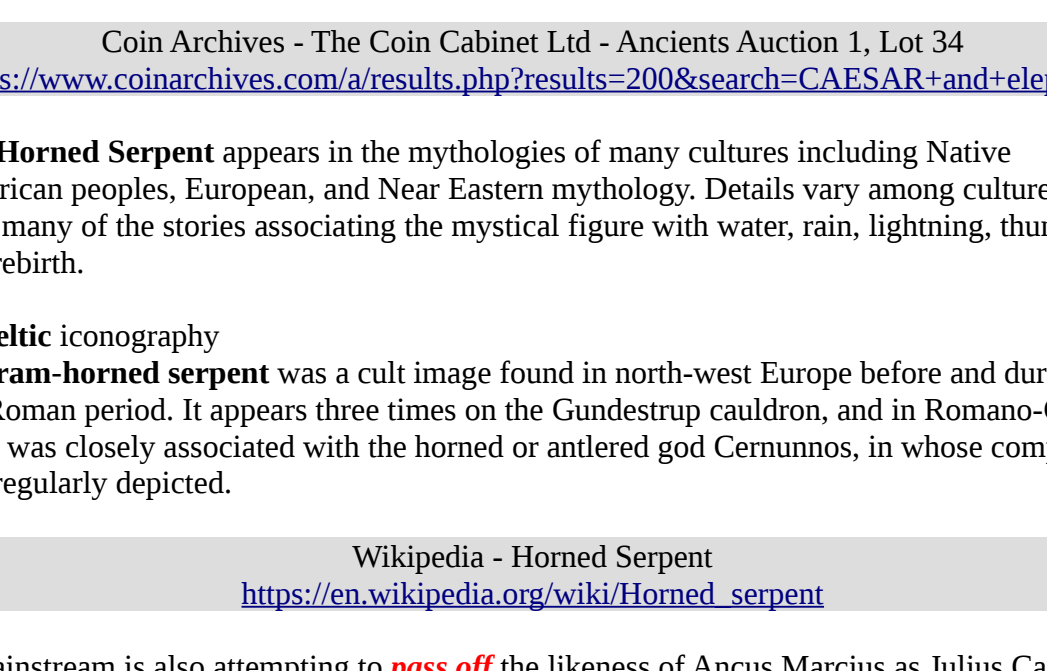 Coin Archives - The Coin Cabinet Ltd - Ancients Auction 1, Lot 34
s://www.coinarchives.com/a/results.php?results=200&search=CAESAR+and+elep
Horned Serpent appears in the mythologies of many cultures including Native
rican peoples, European, and Near Eastern mythology. Details vary among culture
many of the stories associating the mystical figure with water, rain, lightning, thun
rebirth.
eltic iconography
ram-horned serpent was a cult image found in north-west Europe before and dur
Roman period. It appears three times on the Gundestrup cauldron, and in Romano-
was closely associated with the horned or antlered god Cernunnos, in whose com
regularly depicted.
Wikipedia - Horned Serpent
https://en.wikipedia.org/wiki/Horned_serpent
ainstream is also attempting to pass off the likeness of Ancus Marcius as Julius Ca